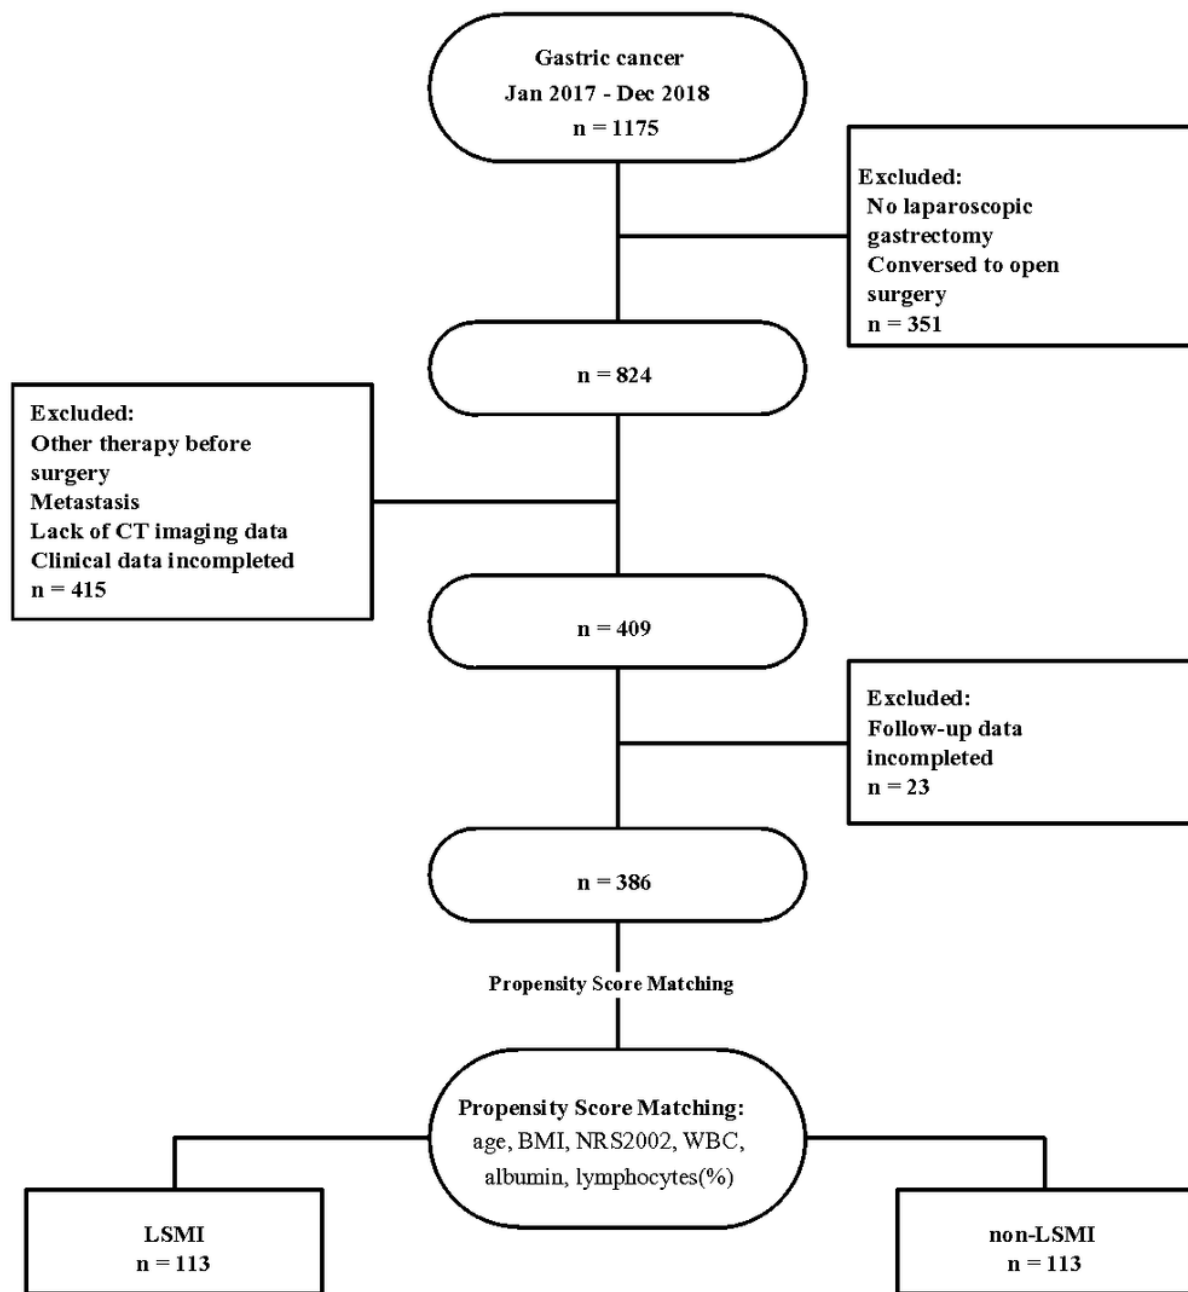 Gastric cancer
Jan 2017 - Dec 2018
n = 1175
Excluded:
No laparoscopic
gastrectomy
Conversed to open
surgery
n = 351
n = 824
Excluded:
Other therapy before
surgery
Metastasis
Lack of CT imaging data
Clinical data incompleted
n = 415
n = 409
Excluded:
Follow-up data
incompleted
n = 23
n = 386
Propensity Score Matching
Propensity Score Matching:
age, BMI, NRS2002, WBC,
albumin, lymphocytes(%)
LSMI
n = 113
non-LSMI
n = 113